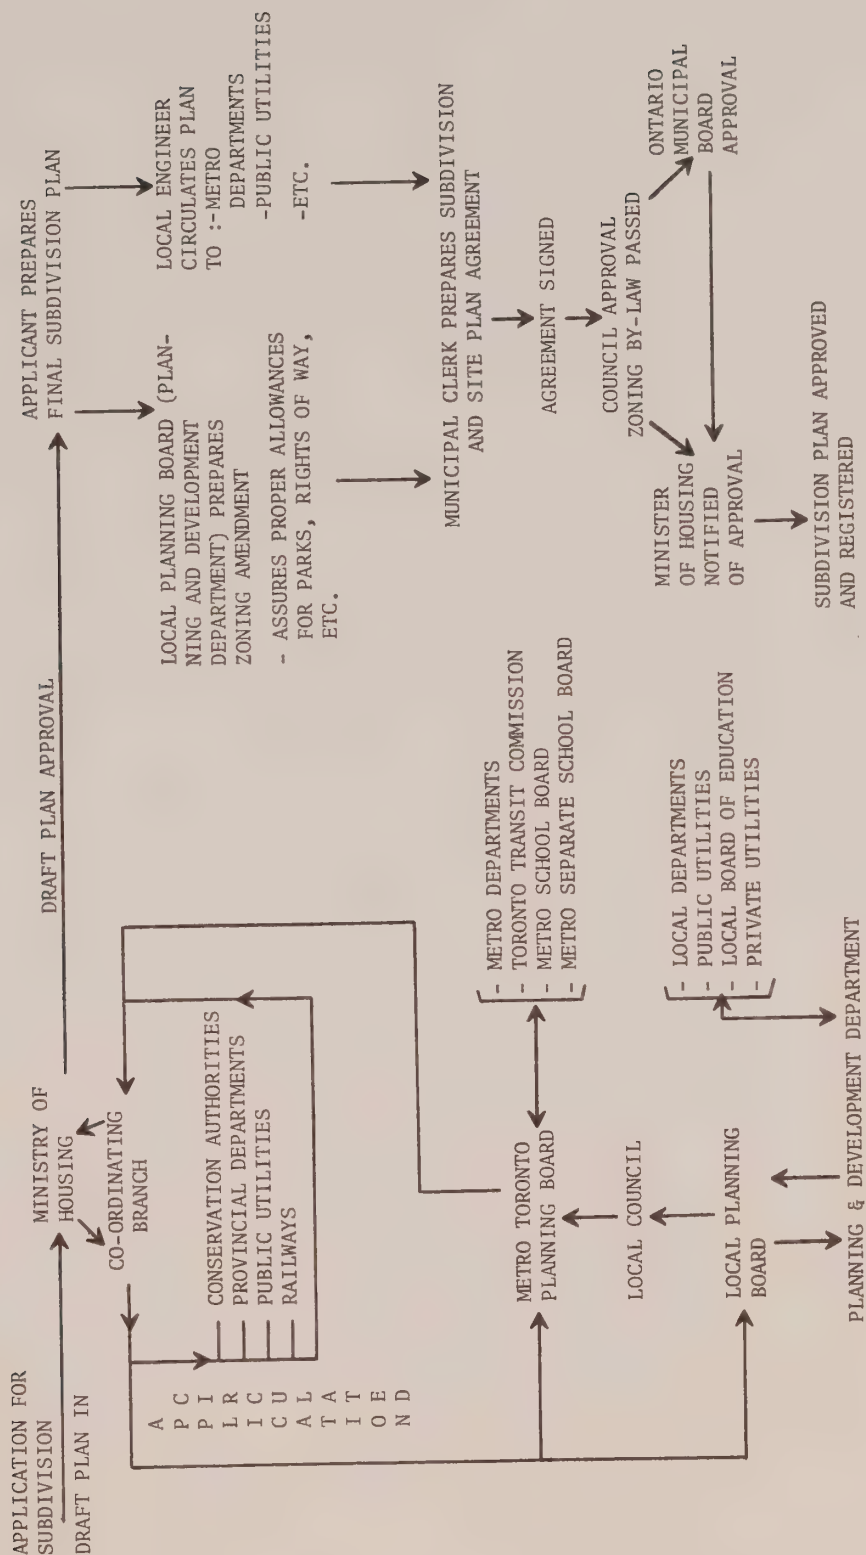 APPLICATION FOR
SUBDIVISION
DRAFT PLAN IN
MINISTRY OF
HOUSING
CO-ORDINATING
BRANCH
A
P C
P I
L R
I C
C U
A L
T A
I T
O E
N D
CONSERVATION AUTHORITIES
PROVINCIAL DEPARTMENTS
PUBLIC UTILITIES
RAILWAYS
METRO TORONTO
PLANNING BOARD
- METRO DEPARTMENTS
- TORONTO TRANSIT COMMISSION
- METRO SCHOOL BOARD
- METRO SEPARATE SCHOOL BOARD
LOCAL COUNCIL
LOCAL PLANNING
BOARD
- LOCAL DEPARTMENTS
- PUBLIC UTILITIES
- LOCAL BOARD OF EDUCATION
- PRIVATE UTILITIES
PLANNING & DEVELOPMENT DEPARTMENT
DRAFT PLAN APPROVAL
APPLICANT PREPARES
FINAL SUBDIVISION PLAN
LOCAL PLANNING BOARD (PLAN-
NING AND DEVELOPMENT
DEPARTMENT) PREPARES
ZONING AMENDMENT
- ASSURES PROPER ALLOWANCES
FOR PARKS, RIGHTS OF WAY,
ETC.
LOCAL ENGINEER
CIRCULATES PLAN
TO :-METRO
DEPARTMENTS
-PUBLIC UTILITIES
-ETC.
MUNICIPAL CLERK PREPARES SUBDIVISION
AND SITE PLAN AGREEMENT
AGREEMENT SIGNED
COUNCIL APPROVAL
ZONING BY-LAW PASSED
ONTARIO
MUNICIPAL
BOARD
APPROVAL
MINISTER
OF HOUSING
NOTIFIED
OF APPROVAL
SUBDIVISION PLAN APPROVED
AND REGISTERED